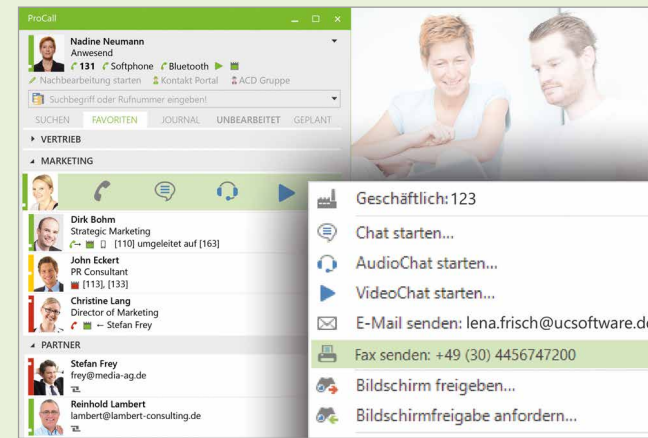 ProCall
Nadine Neumann
Anwesend
131 Softphone Bluetooth
Nachbearbeitung starten Kontakt Portal ACD Gruppe
Suchbegriff oder Rufnummer eingeben!
SUCHEN FAVORITEN JOURNAL UNBEARBEITET GEPLANT
VERTRIEB
MARKETING
Dirk Bohm
Strategic Marketing
[110] umgeleitet auf [163]
John Eckert
PR Consultant
[113], [133]
Christine Lang
Director of Marketing
← Stefan Frey
PARTNER
Stefan Frey
frey@media-ag.de
Reinhold Lambert
lambert@lambert-consulting.de
Geschäftlich: 123
Chat starten...
AudioChat starten...
VideoChat starten...
E-Mail senden: lena.frisch@ucsoftware.de
Fax senden: +49 (30) 4456747200
Bildschirm freigeben...
Bildschirmfreigabe anfordern...